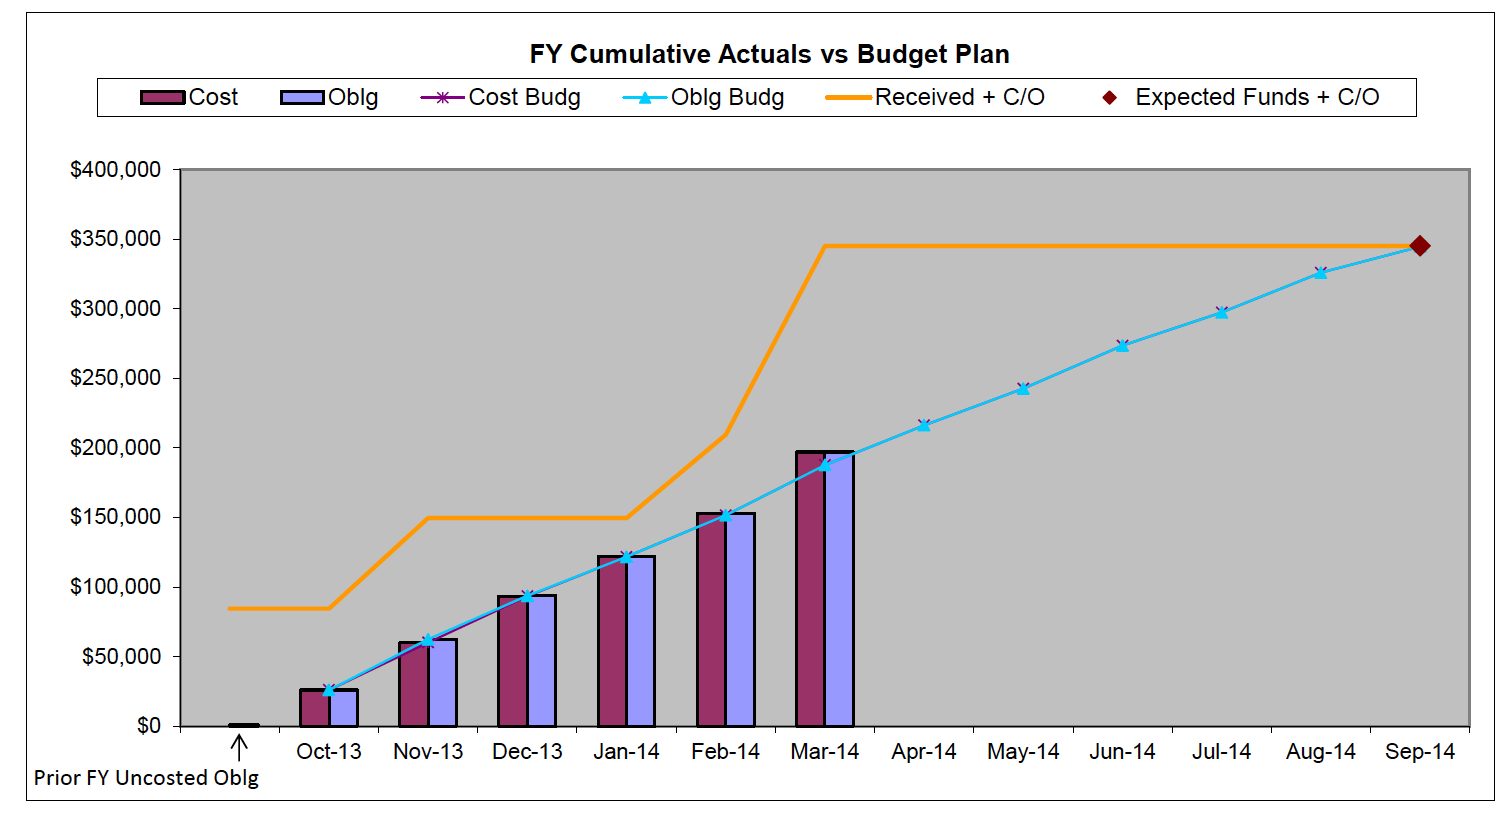 FY Cumulative Actuals vs Budget Plan
Cost Oblg Cost Budg Oblg Budg Received + C/O Expected Funds + C/O
$400,000
$350,000
$300,000
$250,000
$200,000
$150,000
$100,000
$50,000
$0
Oct-13 Nov-13 Dec-13 Jan-14 Feb-14 Mar-14 Apr-14 May-14 Jun-14 Jul-14 Aug-14 Sep-14
Prior FY Uncosted Oblg